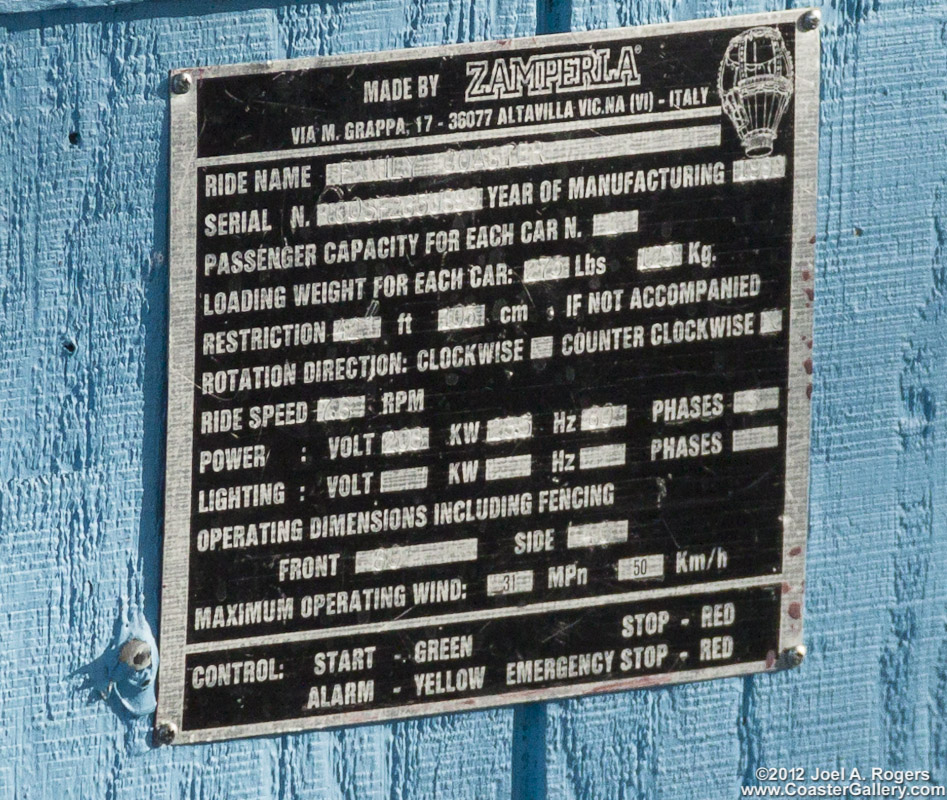 MADE BY ZAMPERLA®
VIA M. GRAPPA, 17 - 36077 ALTAVILLA VIC.NA (VI) - ITALY
RIDE NAME FAMILY COASTER
SERIAL N. YEAR OF MANUFACTURING
PASSENGER CAPACITY FOR EACH CAR N.
LOADING WEIGHT FOR EACH CAR: Lbs Kg.
RESTRICTION ft cm IF NOT ACCOMPANIED
ROTATION DIRECTION: CLOCKWISE COUNTER CLOCKWISE
RIDE SPEED RPM
POWER : VOLT KW Hz PHASES
LIGHTING : VOLT KW Hz PHASES
OPERATING DIMENSIONS INCLUDING FENCING
FRONT SIDE
MAXIMUM OPERATING WIND: 31 MPn 50 Km/h
CONTROL: START - GREEN STOP - RED
ALARM - YELLOW EMERGENCY STOP - RED
©2012 Joel A. Rogers
www.CoasterGallery.com